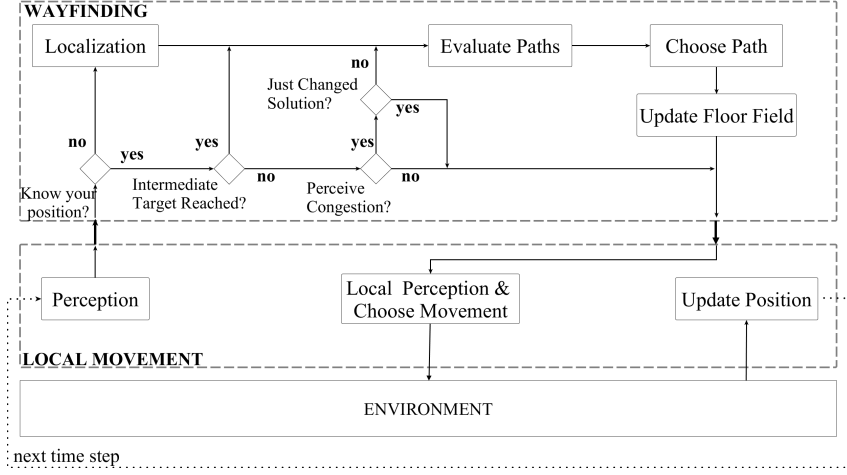 WAYFINDING
Localization
Evaluate Paths
Choose Path
no
Just Changed
Solution?
yes
Update Floor Field
no
yes
yes
yes
Know your
position?
Intermediate
Target Reached?
no
Perceive
Congestion?
no
Perception
Local Perception &
Choose Movement
Update Position
LOCAL MOVEMENT
ENVIRONMENT
next time step